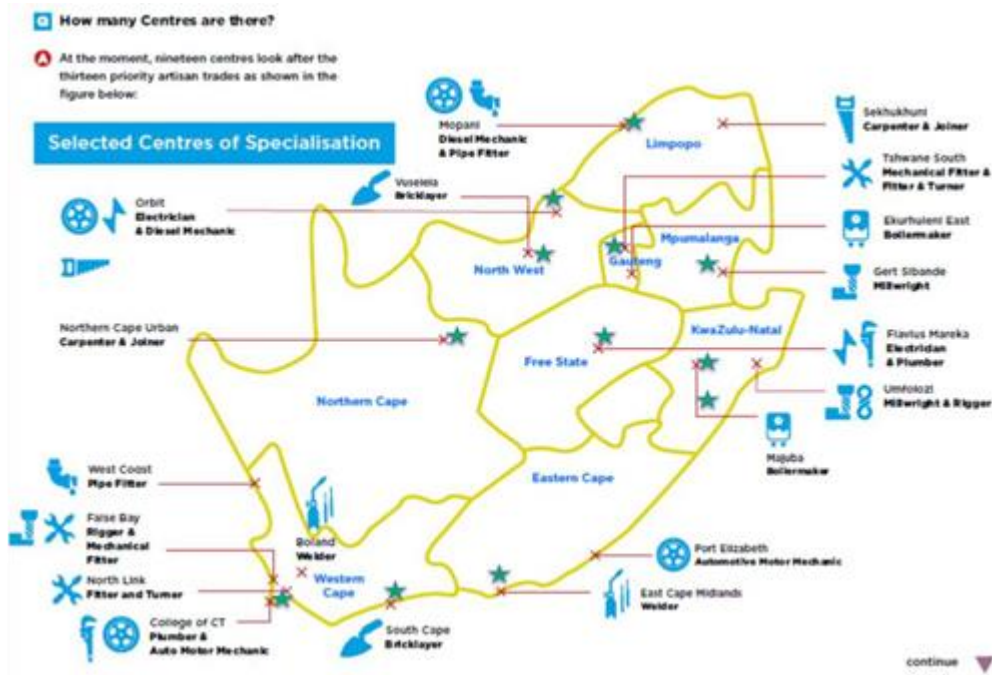 How many Centres are there?
At the moment, nineteen centres look after the
thirteen priority artisan trades as shown in the
figure below:
Selected Centres of Specialisation
Mopani
Diesel Mechanic
& Pipe Fitter
Limpopo
Sekhukhuni
Carpenter & Joiner
Vuselela
Bricklayer
Tshwane South
Mechanical Fitter &
Fitter & Turner
Orbit
Electrician
& Diesel Mechanic
Ekurhuleni East
Boilermaker
Mpumalanga
Gauteng
North West
Gert Sibande
Millwright
Northern Cape Urban
Carpenter & Joiner
KwaZulu-Natal
Flavius Mareka
Electrician
& Plumber
Free State
Northern Cape
Umfolozi
Millwright & Rigger
Majuba
Boilermaker
West Coast
Pipe Fitter
Eastern Cape
False Bay
Rigger &
Mechanical
Fitter
Boland
Welder
Port Elizabeth
Automotive Motor Mechanic
North Link
Fitter and Turner
Western
Cape
East Cape Midlands
Welder
College of CT
Plumber &
Auto Motor Mechanic
South Cape
Bricklayer
continue